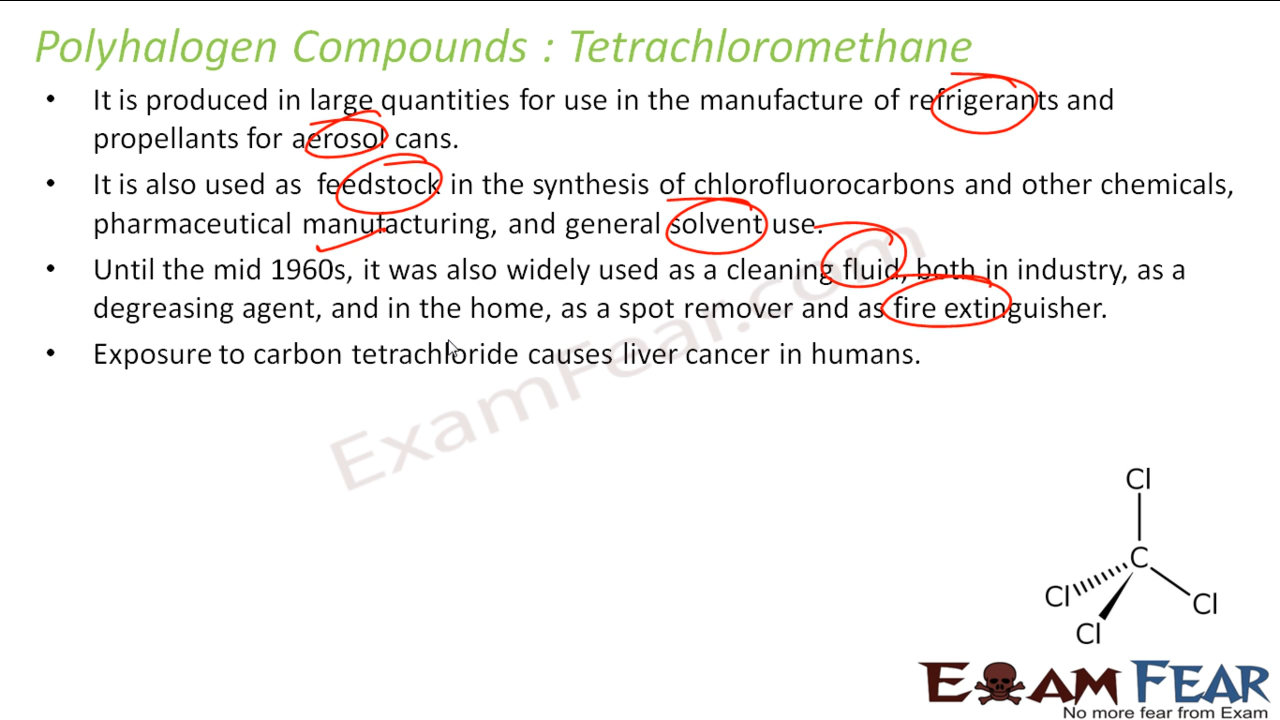 Polyhalogen Compounds : Tetrachloromethane
• It is produced in large quantities for use in the manufacture of refrigerants and
propellants for aerosol cans.
• It is also used as feedstock in the synthesis of chlorofluorocarbons and other chemicals,
pharmaceutical manufacturing, and general solvent use.
• Until the mid 1960s, it was also widely used as a cleaning fluid, both in industry, as a
degreasing agent, and in the home, as a spot remover and as fire extinguisher.
• Exposure to carbon tetrachloride causes liver cancer in humans.
ExamFear.com
Cl
C
Cl
Cl
Cl
EXAM FEAR
No more fear from Exam